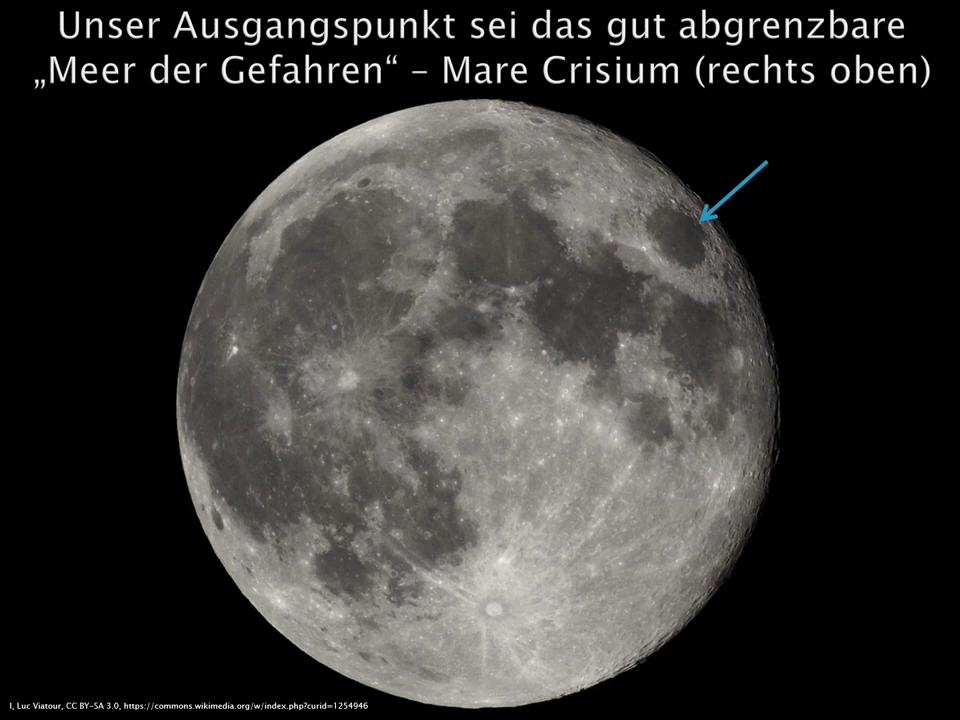 Unser Ausgangspunkt sei das gut abgrenzbare
„Meer der Gefahren“ – Mare Crisium (rechts oben)
I, Luc Viatour, CC BY-SA 3.0, https://commons.wikimedia.org/w/index.php?curid=1254946